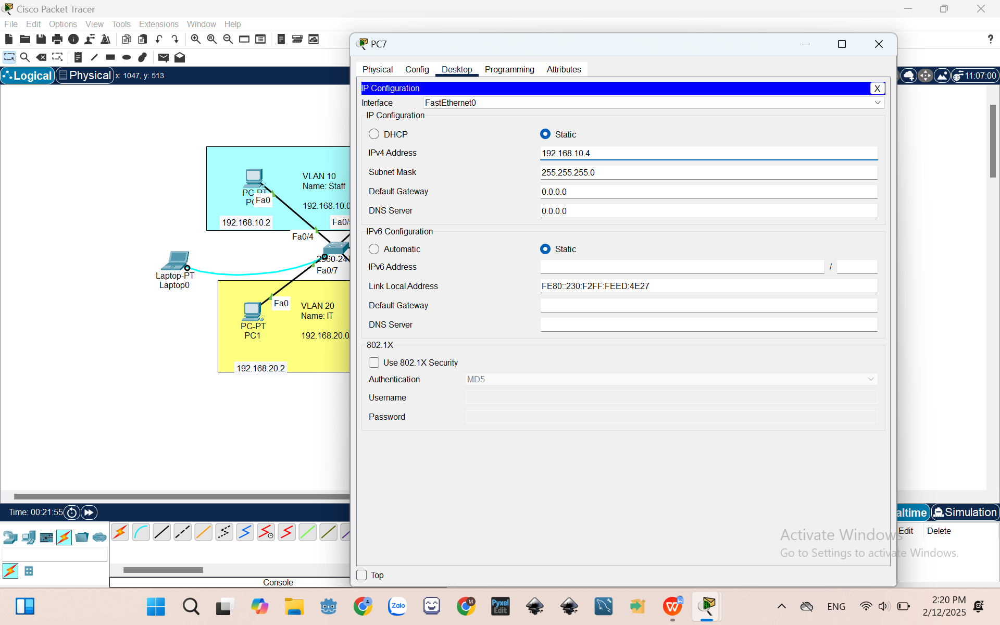 Cisco Packet Tracer
File Edit Options View Tools Extensions Window Help
PC7
Physical Config Desktop Programming Attributes
Logical Physical x: 1047, y: 513
11:07:00
IP Configuration X
Interface FastEthernet0
IP Configuration
DHCP Static
IPv4 Address 192.168.10.4
Subnet Mask 255.255.255.0
Default Gateway 0.0.0.0
DNS Server 0.0.0.0
IPv6 Configuration
Automatic Static
IPv6 Address /
Link Local Address FE80::230:F2FF:FEED:4E27
Default Gateway
DNS Server
802.1X
Use 802.1X Security
Authentication MD5
Username
Password
Top
VLAN 10
Name: Staff
192.168.10.0
PC-PT
Fa0
192.168.10.2
Fa0/4
Fa0/7
Laptop-PT
Laptop0
Fa0
VLAN 20
Name: IT
PC-PT
PC1
192.168.20.0
192.168.20.2
Time: 00:21:55
Simulation
Edit Delete
Activate Windows
Go to Settings to activate Windows.
Console
Zalo
M
Pyxel
Edit
W
ENG
2:20 PM
2/12/2025